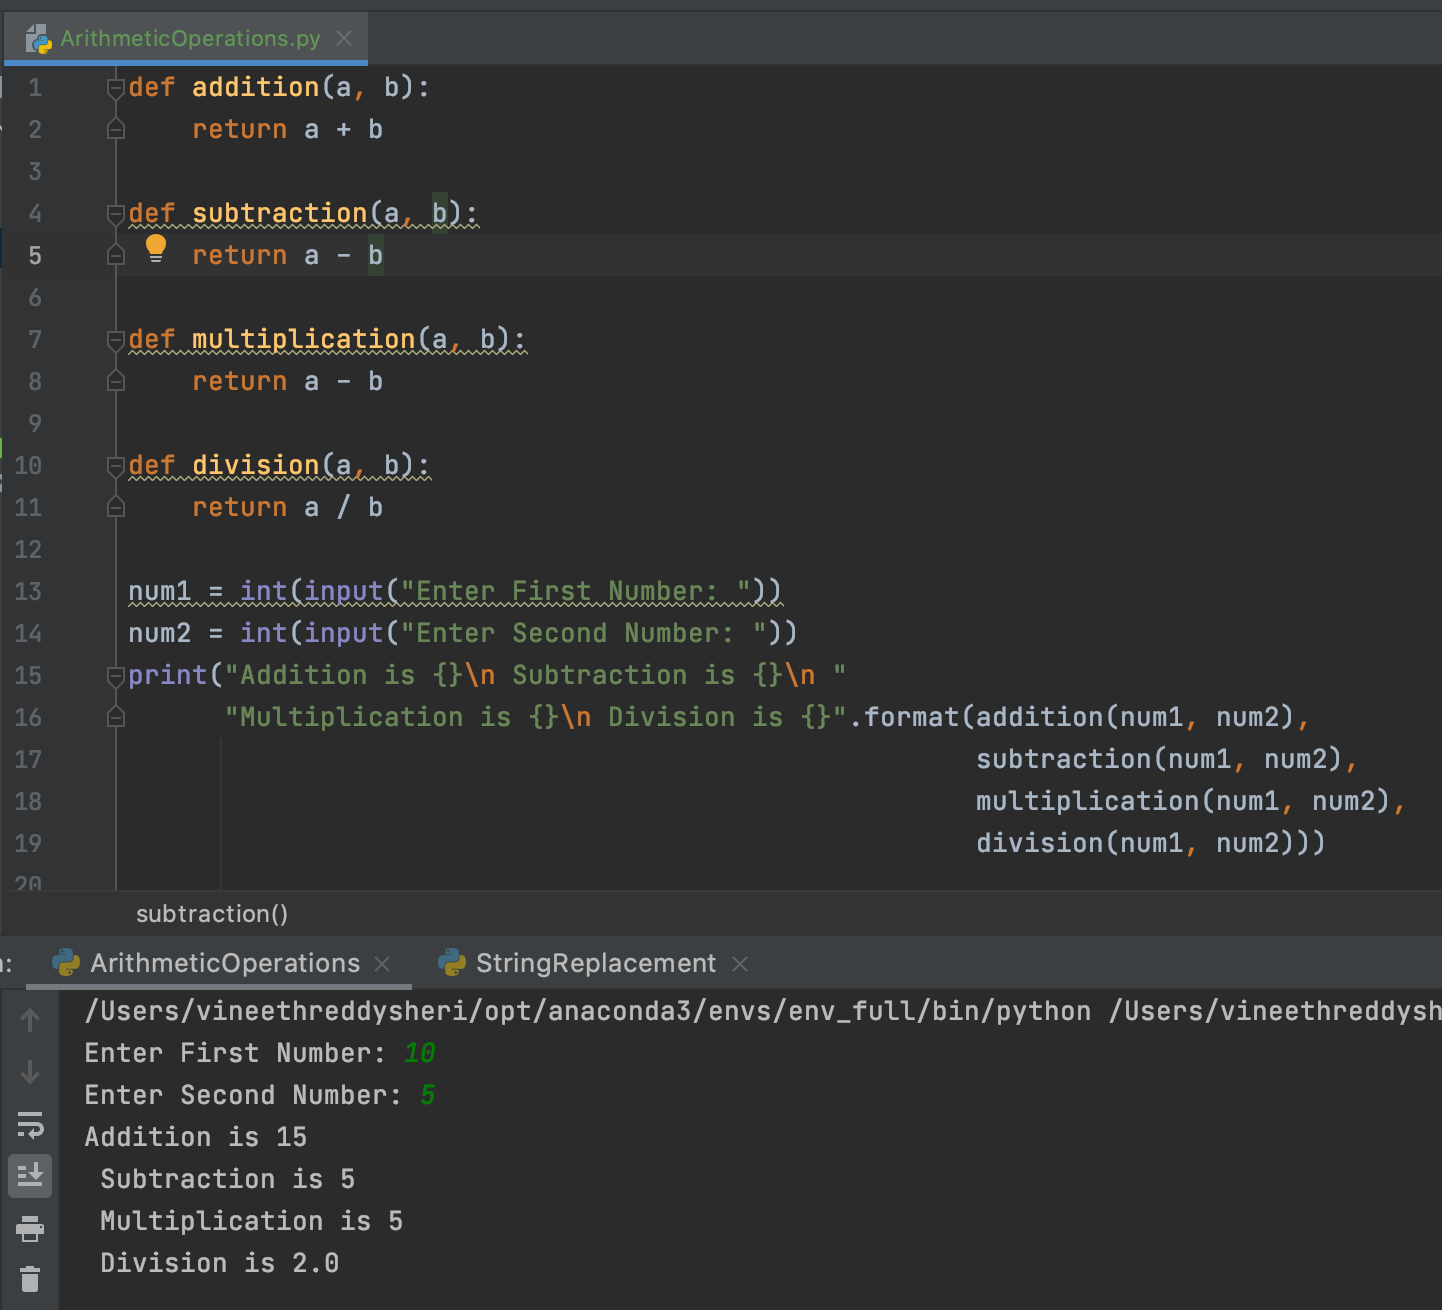 ArithmeticOperations.py
1 def addition(a, b):
2     return a + b
3
4 def subtraction(a, b):
5     return a - b
6
7 def multiplication(a, b):
8     return a - b
9
10 def division(a, b):
11     return a / b
12
13 num1 = int(input("Enter First Number: "))
14 num2 = int(input("Enter Second Number: "))
15 print("Addition is {}\n Subtraction is {}\n "
16       "Multiplication is {}\n Division is {}".format(addition(num1, num2),
17                                                      subtraction(num1, num2),
18                                                      multiplication(num1, num2),
19                                                      division(num1, num2)))
20
subtraction()
ArithmeticOperations StringReplacement
/Users/vineethreddysheri/opt/anaconda3/envs/env_full/bin/python /Users/vineethreddysh
Enter First Number: 10
Enter Second Number: 5
Addition is 15
 Subtraction is 5
 Multiplication is 5
 Division is 2.0